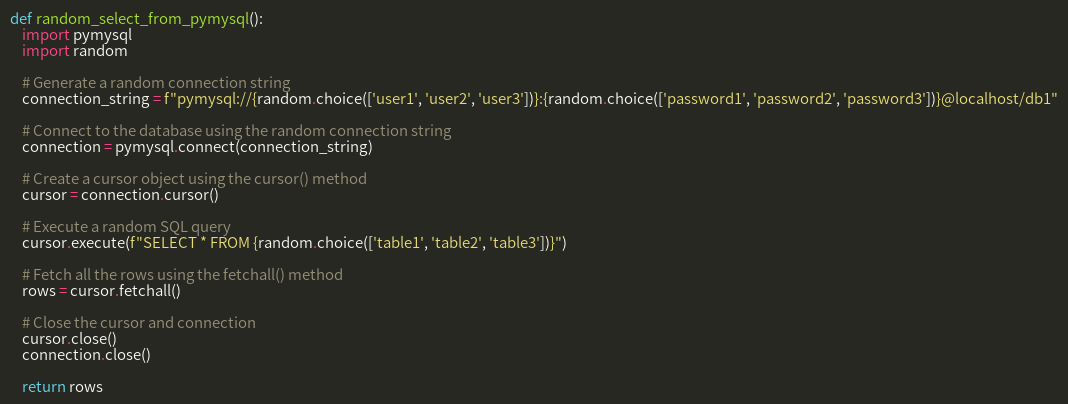 def random_select_from_pymysql():
    import pymysql
    import random

    # Generate a random connection string
    connection_string = f"pymysql://{random.choice(['user1', 'user2', 'user3'])}:{random.choice(['password1', 'password2', 'password3'])}@localhost/db1"

    # Connect to the database using the random connection string
    connection = pymysql.connect(connection_string)

    # Create a cursor object using the cursor() method
    cursor = connection.cursor()

    # Execute a random SQL query
    cursor.execute(f"SELECT * FROM {random.choice(['table1', 'table2', 'table3'])}")

    # Fetch all the rows using the fetchall() method
    rows = cursor.fetchall()

    # Close the cursor and connection
    cursor.close()
    connection.close()

    return rows